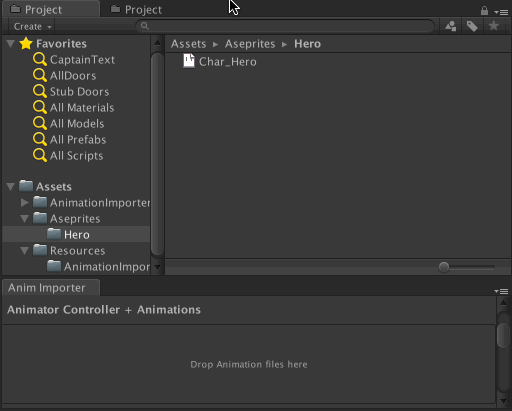 Project
Project
Create
Favorites
CaptainText
AllDoors
Stub Doors
All Materials
All Models
All Prefabs
All Scripts
Assets
AnimationImporter
Aseprites
Hero
Resources
AnimationImpor
Assets ▸ Aseprites ▸ Hero
Char_Hero
Anim Importer
Animator Controller + Animations
Drop Animation files here